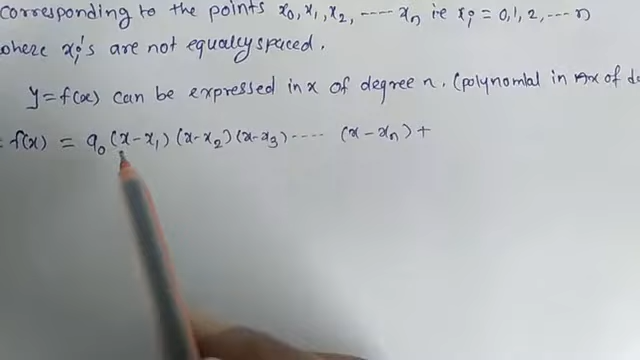 corresponding to the points x₀, x₁, x₂, ----- xₙ ie xᵢ = 0, 1, 2, ---- n
where xᵢ's are not equally spaced.
y = f(x) can be expressed in x of degree n. (polynomial in x of
f(x) = a₀ (x-x₁) (x-x₂) (x-x₃) ---- (x-xₙ) +